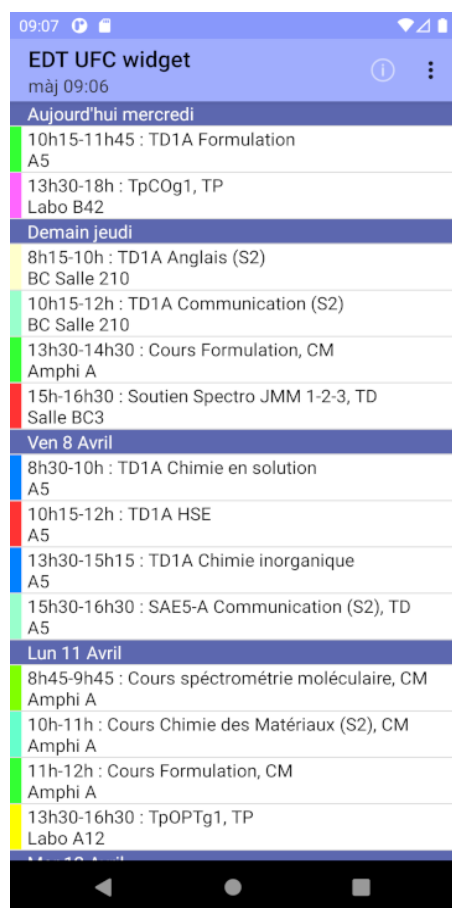 09:07
EDT UFC widget
màj 09:06
Aujourd'hui mercredi
10h15-11h45 : TD1A Formulation
A5
13h30-18h : TpCOg1, TP
Labo B42
Demain jeudi
8h15-10h : TD1A Anglais (S2)
BC Salle 210
10h15-12h : TD1A Communication (S2)
BC Salle 210
13h30-14h30 : Cours Formulation, CM
Amphi A
15h-16h30 : Soutien Spectro JMM 1-2-3, TD
Salle BC3
Ven 8 Avril
8h30-10h : TD1A Chimie en solution
A5
10h15-12h : TD1A HSE
A5
13h30-15h15 : TD1A Chimie inorganique
A5
15h30-16h30 : SAE5-A Communication (S2), TD
A5
Lun 11 Avril
8h45-9h45 : Cours spéctrométrie moléculaire, CM
Amphi A
10h-11h : Cours Chimie des Matériaux (S2), CM
Amphi A
11h-12h : Cours Formulation, CM
Amphi A
13h30-16h30 : TpOPTg1, TP
Labo A12